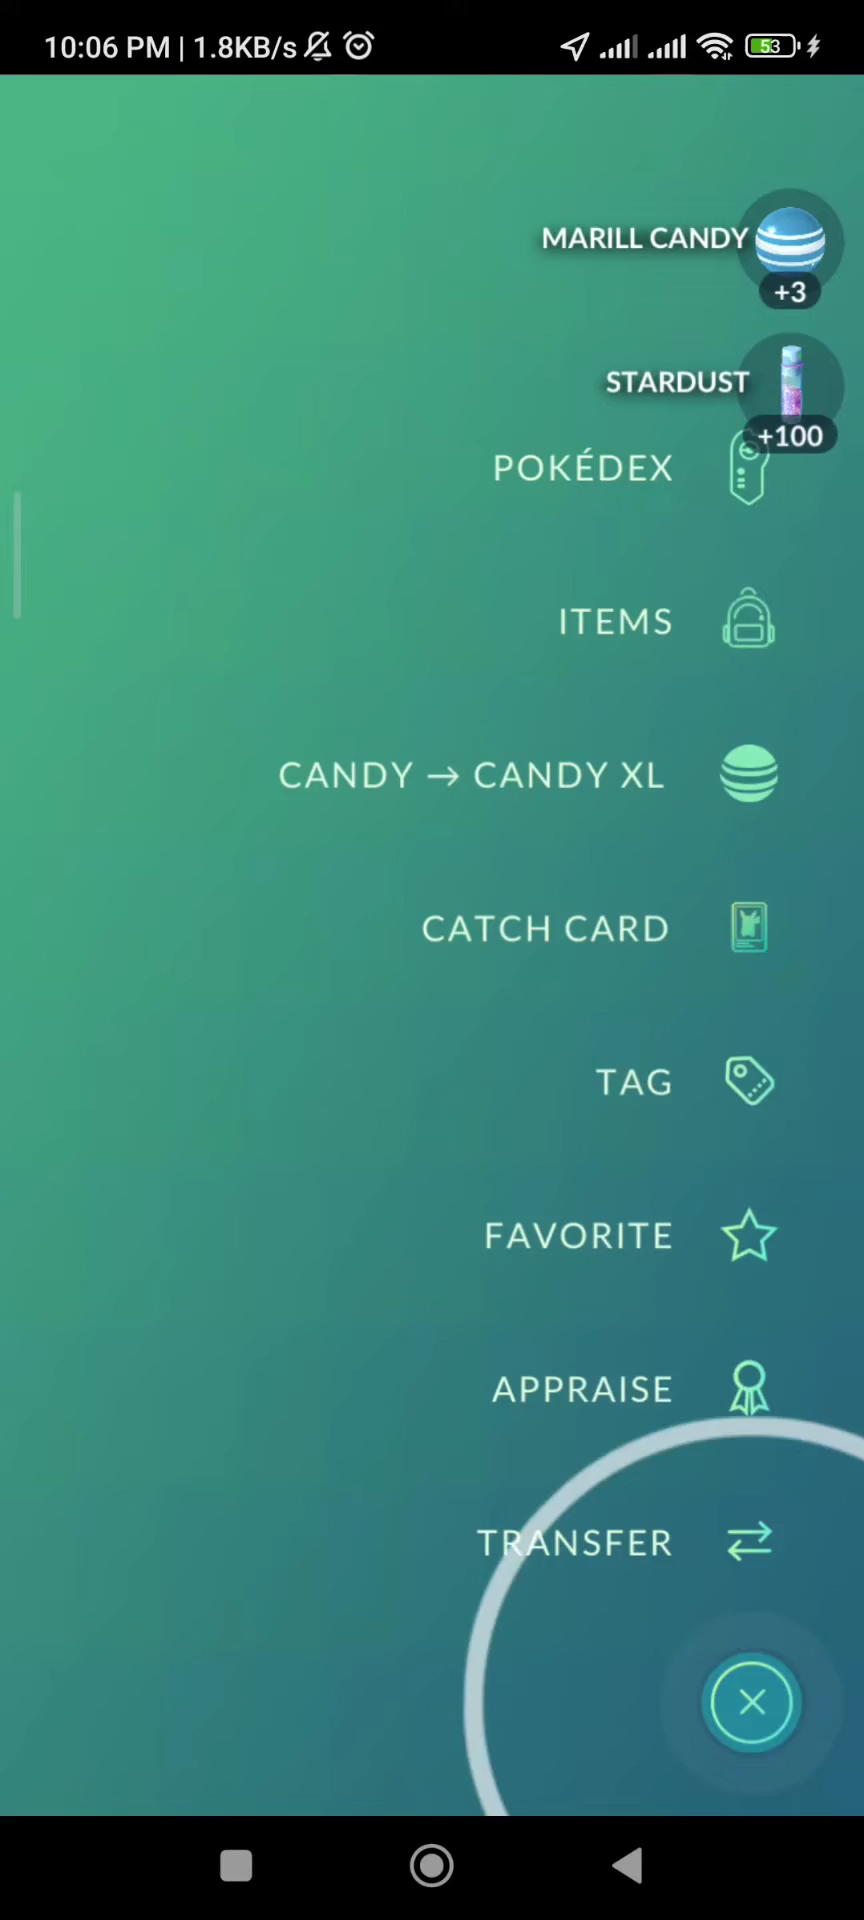 10:06 PM | 1.8KB/s 53
MARILL CANDY
+3
STARDUST
+100
POKÉDEX
ITEMS
CANDY → CANDY XL
CATCH CARD
TAG
FAVORITE
APPRAISE
TRANSFER